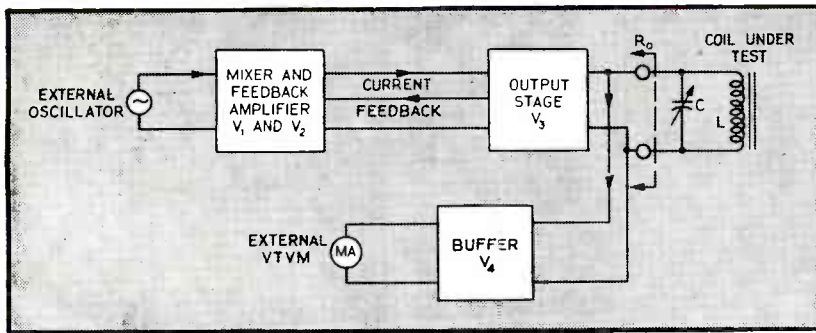 EXTERNAL
OSCILLATOR
MIXER AND
FEEDBACK
AMPLIFIER
V₁ AND V₂
CURRENT
FEEDBACK
OUTPUT
STAGE
V₃
Rₒ
COIL UNDER
TEST
C
L
EXTERNAL
VTVM
MA
BUFFER
V₄